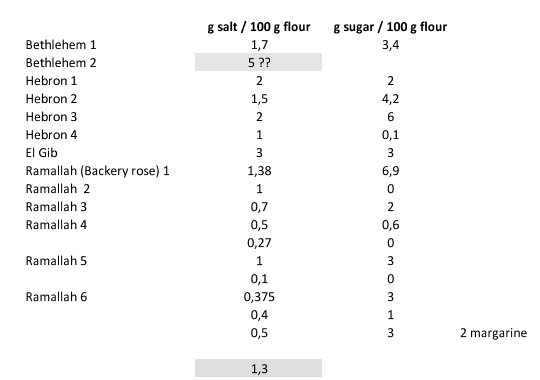 g salt / 100 g flour g sugar / 100 g flour
Bethlehem 1 1,7 3,4
Bethlehem 2 5 ??
Hebron 1 2 2
Hebron 2 1,5 4,2
Hebron 3 2 6
Hebron 4 1 0,1
El Gib 3 3
Ramallah (Backery rose) 1 1,38 6,9
Ramallah 2 1 0
Ramallah 3 0,7 2
Ramallah 4 0,5 0,6
0,27 0
Ramallah 5 1 3
0,1 0
Ramallah 6 0,375 3
0,4 1
0,5 3 2 margarine
1,3